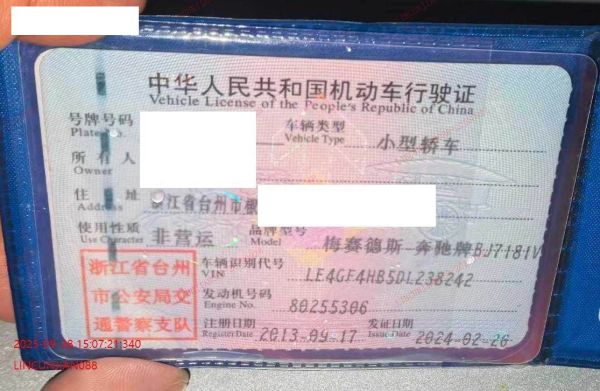 中华人民共和国机动车行驶证
Vehicle License of the People's Republic of China
号牌号码 车辆类型 小型轿车
Plate No. Vehicle Type
所有人
Owner
住址 浙江省台州市椒
Address
使用性质 非营运 品牌型号 梅赛德斯-奔驰牌BJ7181V
Use Character Model
浙江省台州
市公安局交
通警察支队
车辆识别代号 LE4GF4HB5DL238242
VIN
发动机号码 80255306
Engine No.
注册日期 2013-09-17 发证日期 2024-02-26
Register Date Issue Date
15:07:21.340